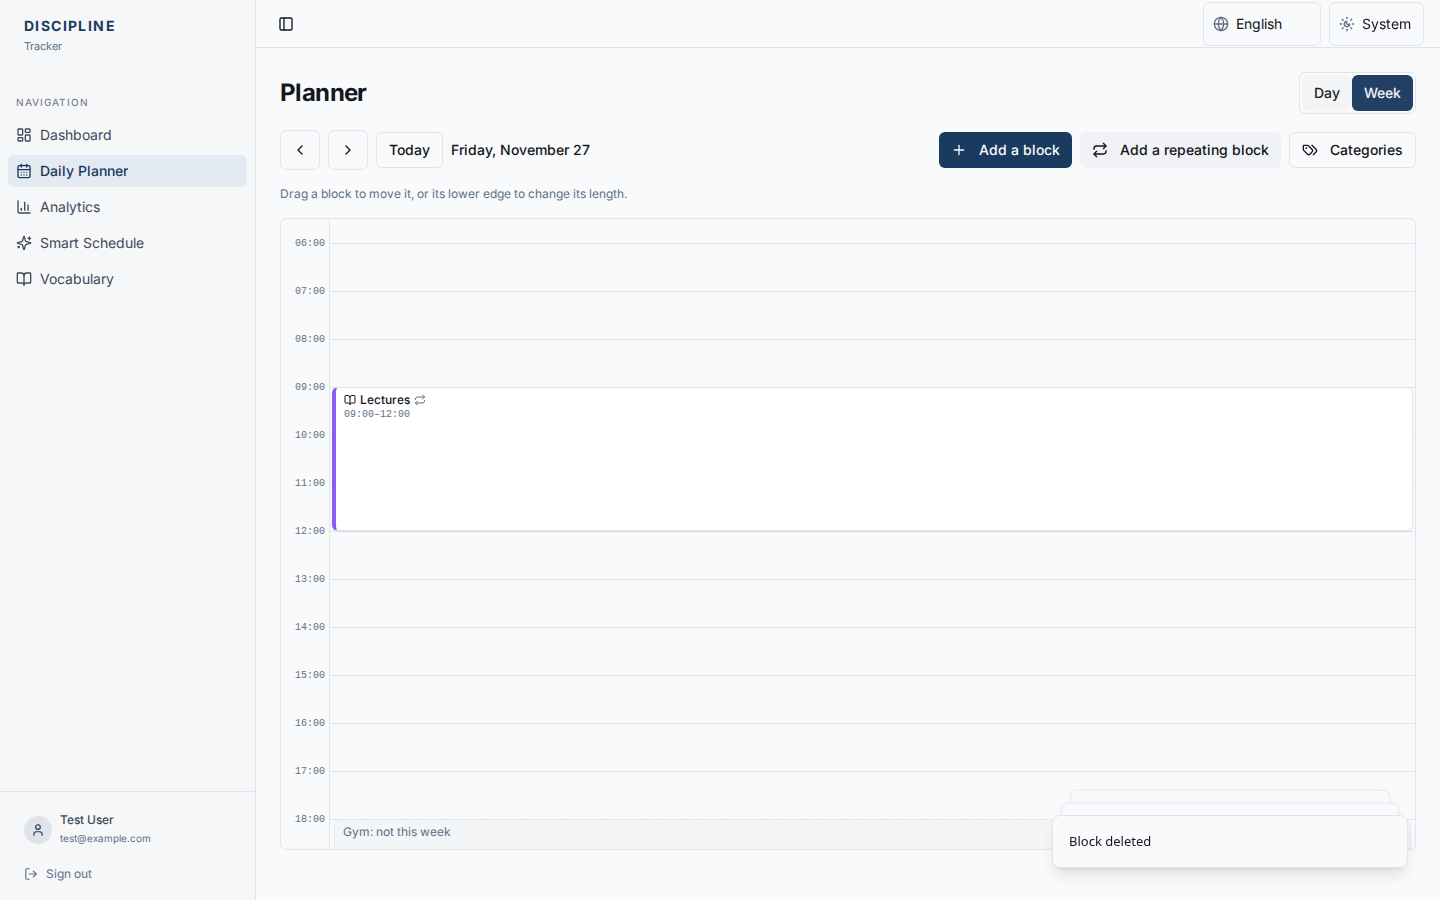 DISCIPLINE
Tracker
NAVIGATION
Dashboard
Daily Planner
Analytics
Smart Schedule
Vocabulary
Test User
test@example.com
Sign out
English
System
Planner
Day
Week
Today
Friday, November 27
Add a block
Add a repeating block
Categories
Drag a block to move it, or its lower edge to change its length.
06:00
07:00
08:00
09:00
Lectures
09:00–12:00
10:00
11:00
12:00
13:00
14:00
15:00
16:00
17:00
18:00
Gym: not this week
Block deleted